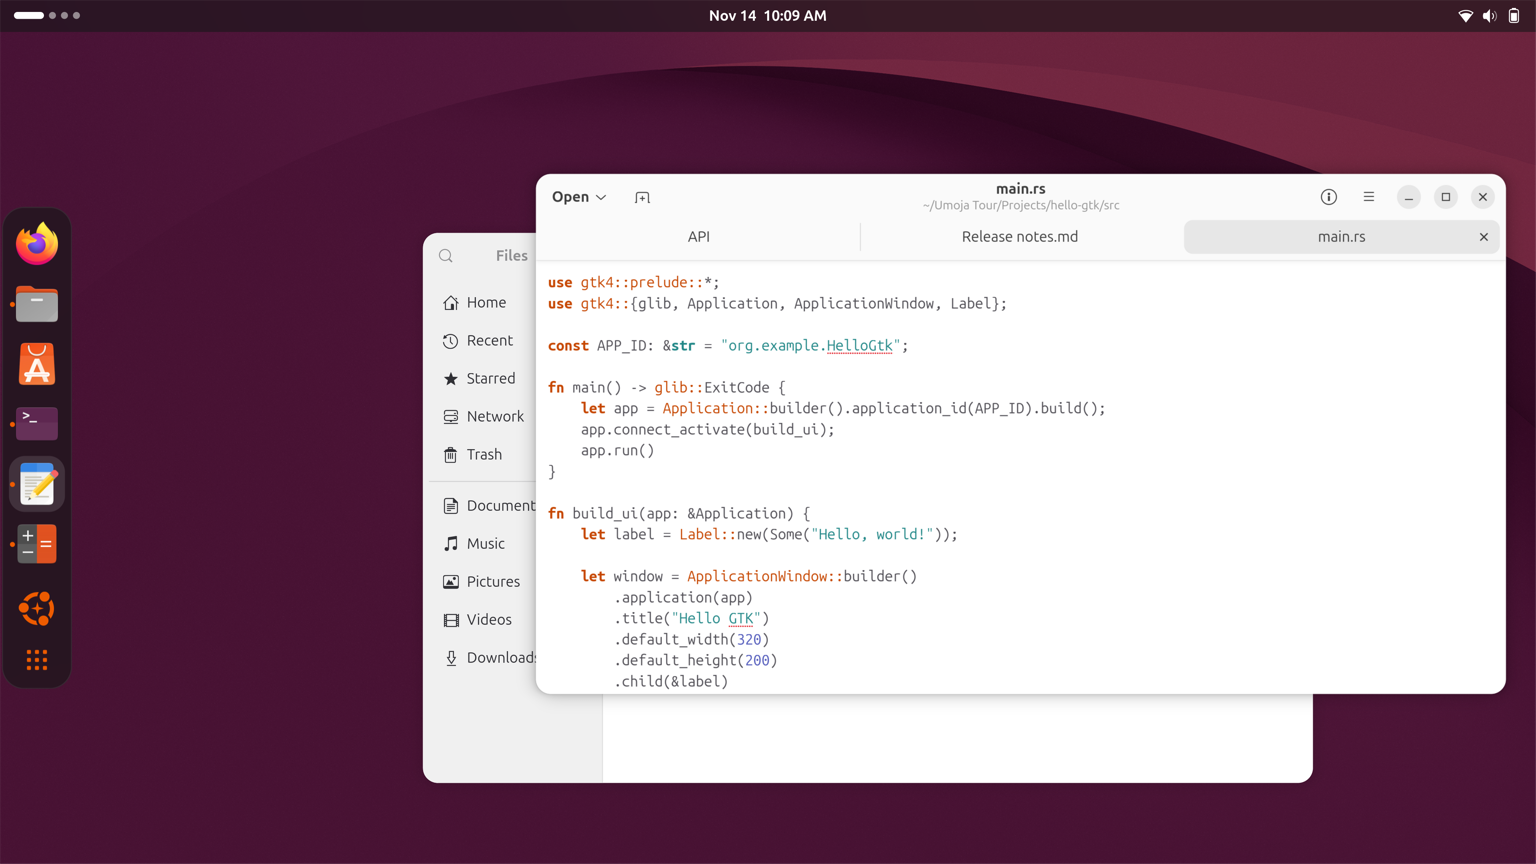 Nov 14 10:09 AM
Open
main.rs
~/Umoja Tour/Projects/hello-gtk/src
API
Release notes.md
main.rs
use gtk4::prelude::*;
use gtk4::{glib, Application, ApplicationWindow, Label};
const APP_ID: &str = "org.example.HelloGtk";
fn main() -> glib::ExitCode {
    let app = Application::builder().application_id(APP_ID).build();
    app.connect_activate(build_ui);
    app.run()
}
fn build_ui(app: &Application) {
    let label = Label::new(Some("Hello, world!"));
    let window = ApplicationWindow::builder()
        .application(app)
        .title("Hello GTK")
        .default_width(320)
        .default_height(200)
        .child(&label)
Files
Home
Recent
Starred
Network
Trash
Document
Music
Pictures
Videos
Downloads